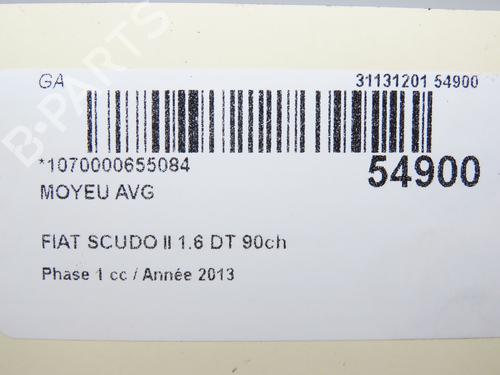 GA 31131201 54900
*1070000655084 54900
MOYEU AVG
FIAT SCUDO II 1.6 DT 90ch
Phase 1 cc / Année 2013
B-PARTS